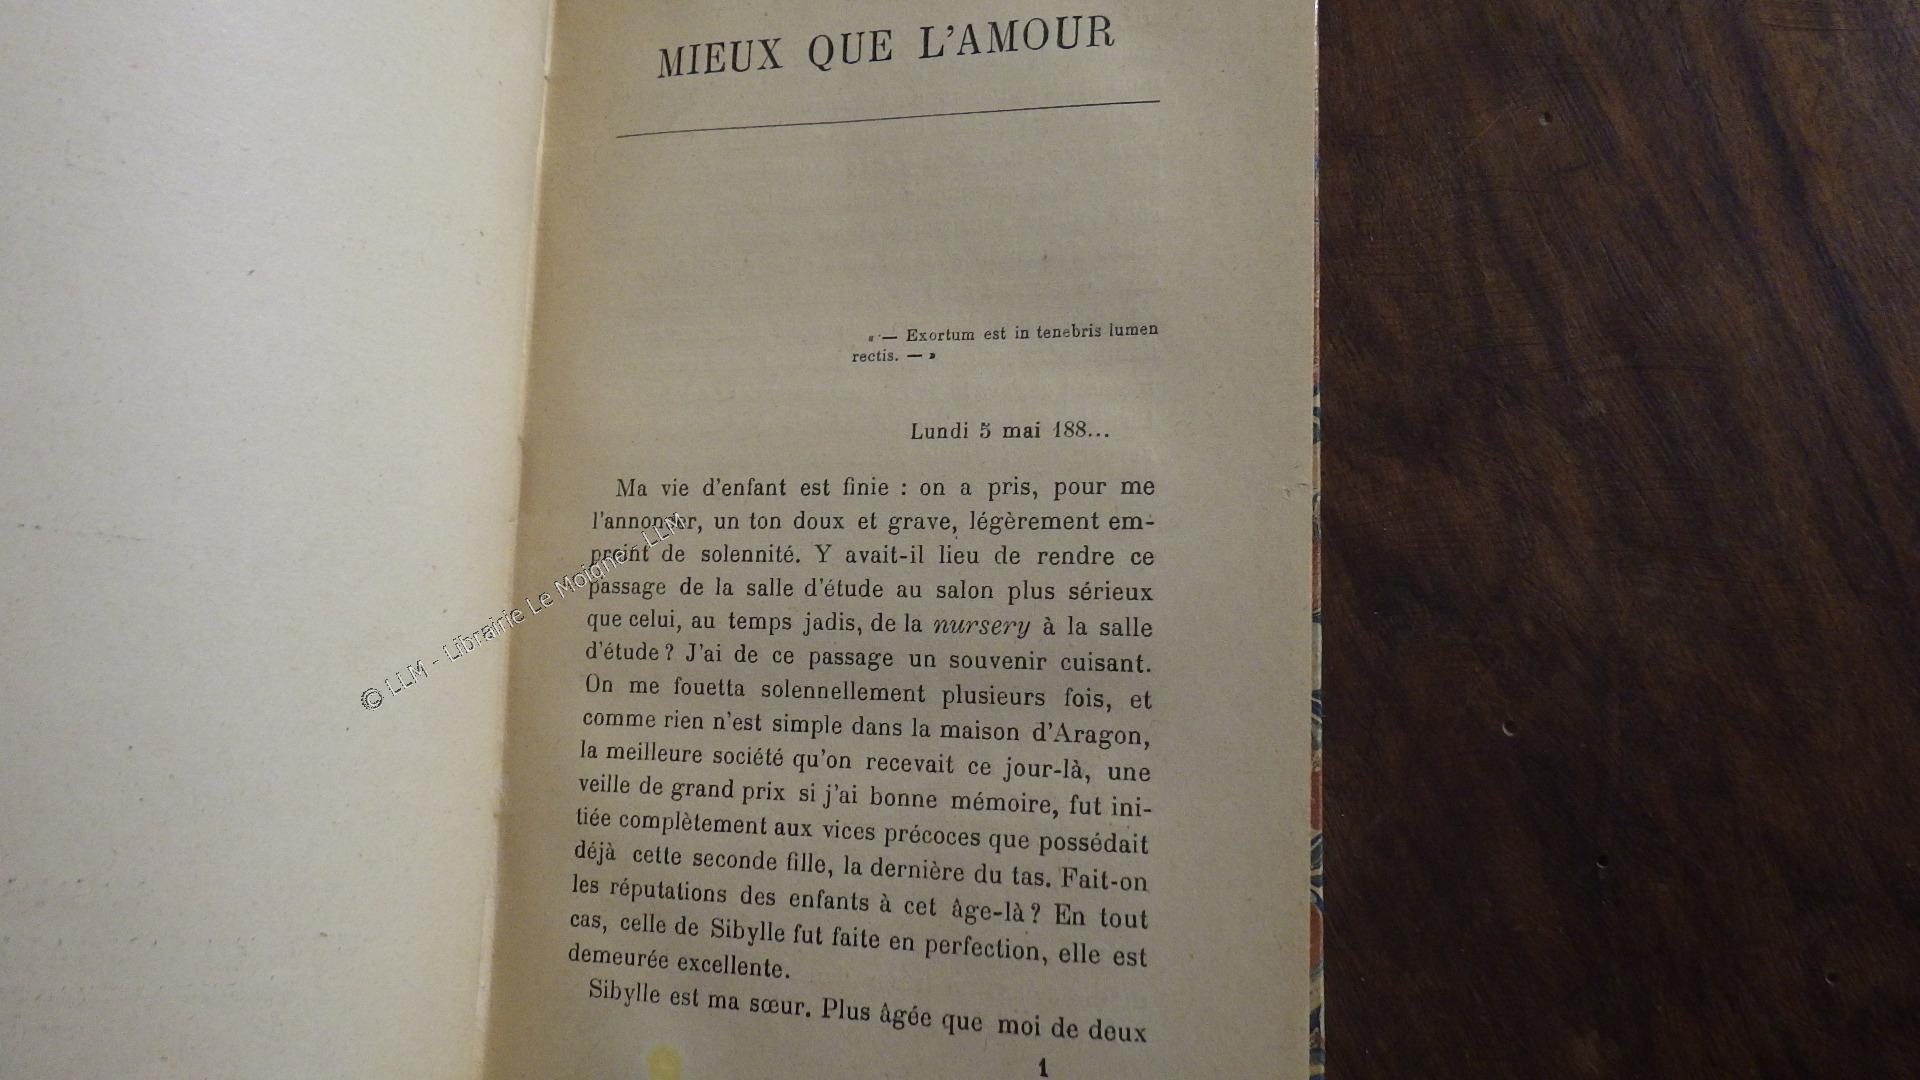 MIEUX QUE L'AMOUR
« — Exortum est in tenebris lumen
rectis. — »
Lundi 5 mai 188...
Ma vie d'enfant est finie : on a pris, pour me
l'annoncer, un ton doux et grave, légèrement em-
preint de solennité. Y avait-il lieu de rendre ce
passage de la salle d'étude au salon plus sérieux
que celui, au temps jadis, de la nursery à la salle
d'étude ? J'ai de ce passage un souvenir cuisant.
On me fouetta solennellement plusieurs fois, et
comme rien n'est simple dans la maison d'Aragon,
la meilleure société qu'on recevait ce jour-là, une
veille de grand prix si j'ai bonne mémoire, fut ini-
tiée complètement aux vices précoces que possédait
déjà cette seconde fille, la dernière du tas. Fait-on
les réputations des enfants à cet âge-là ? En tout
cas, celle de Sibylle fut faite en perfection, elle est
demeurée excellente.
Sibylle est ma sœur. Plus âgée que moi de deux
1
© LLM - Librairie Le Moigne - LLM